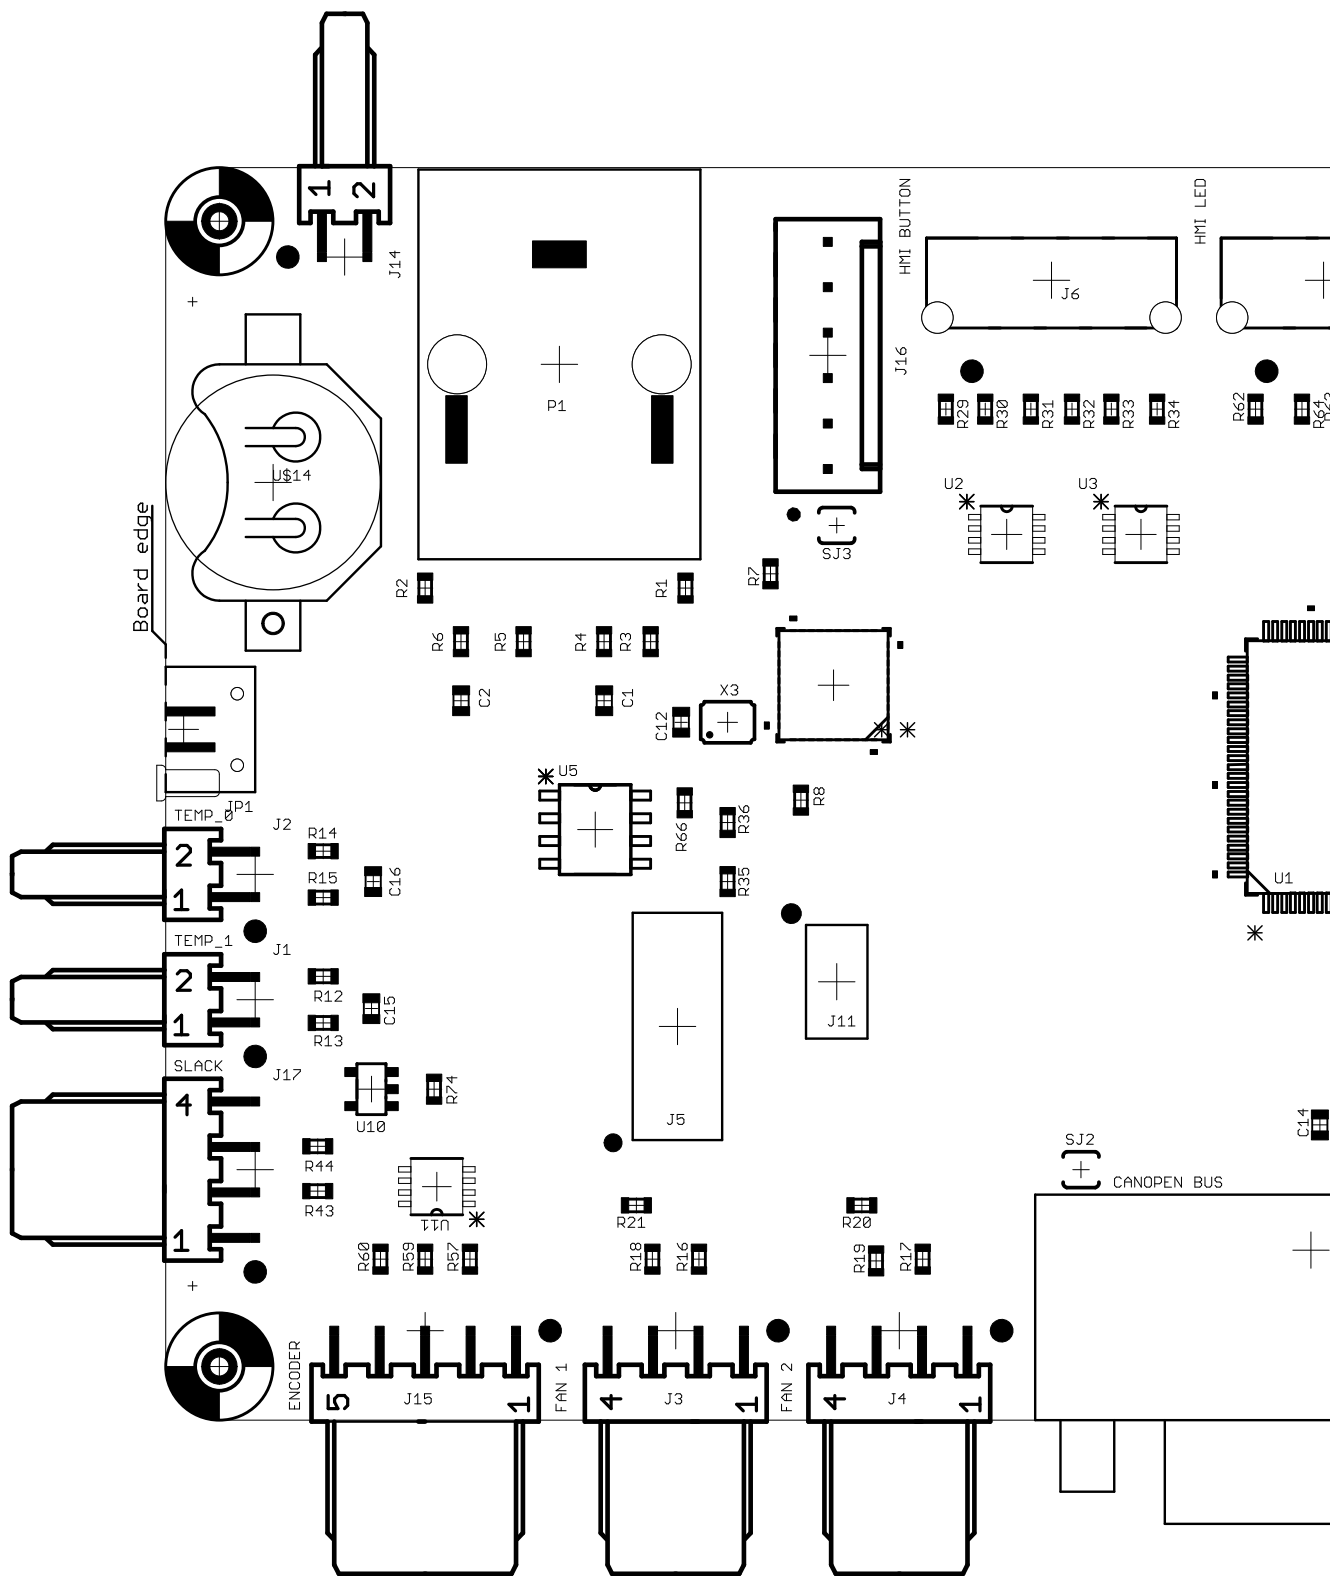 1 2
J14
HMI BUTTON
HMI LED
J6
J16
P1
R29
R30
R31
R32
R33
R34
R62
R64
U$14
U2
U3
Board edge
SJ3
R2
R1
R7
R6
R5
R4
R3
C2
C1
X3
C12
U5
R66
R36
R8
JP1
TEMP_0
J2
2
1
R14
R15
C16
R35
U1
TEMP_1
J1
2
1
R12
R13
C15
J11
SLACK
J17
4
1
U10
R74
J5
C14
SJ2
CANOPEN BUS
R44
R43
U11
R21
R20
R60
R59
R57
R18
R16
R19
R17
ENCODER
5
J15
1
FAN 1
4
J3
1
FAN 2
4
J4
1